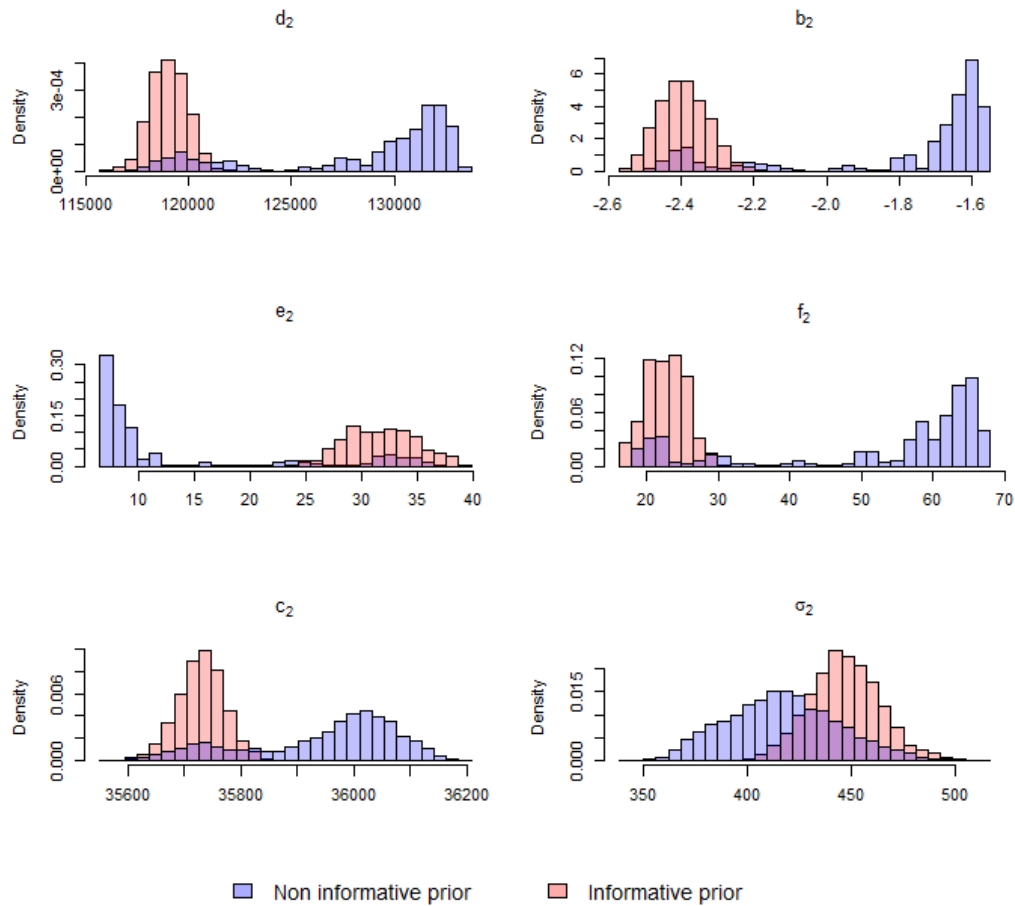 d₂ b₂
Density 0e+00 3e-04 115000 120000 125000 130000
Density 0 2 4 6 -2.6 -2.4 -2.2 -2.0 -1.8 -1.6
e₂ f₂
Density 0.00 0.15 0.30 10 15 20 25 30 35 40
Density 0.00 0.06 0.12 20 30 40 50 60 70
c₂ σ₂
Density 0.000 0.006 35600 35800 36000 36200
Density 0.000 0.015 350 400 450 500
Non informative prior Informative prior